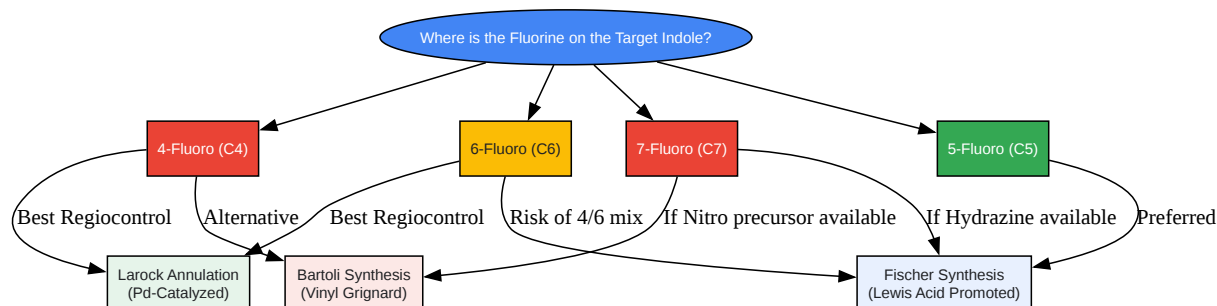 Where is the Fluorine on the Target Indole?
4-Fluoro (C4)
6-Fluoro (C6)
7-Fluoro (C7)
5-Fluoro (C5)
Best Regiocontrol
Alternative
Best Regiocontrol
Risk of 4/6 mix
If Nitro precursor available
If Hydrazine available
Preferred
Larock Annulation
(Pd-Catalyzed)
Bartoli Synthesis
(Vinyl Grignard)
Fischer Synthesis
(Lewis Acid Promoted)